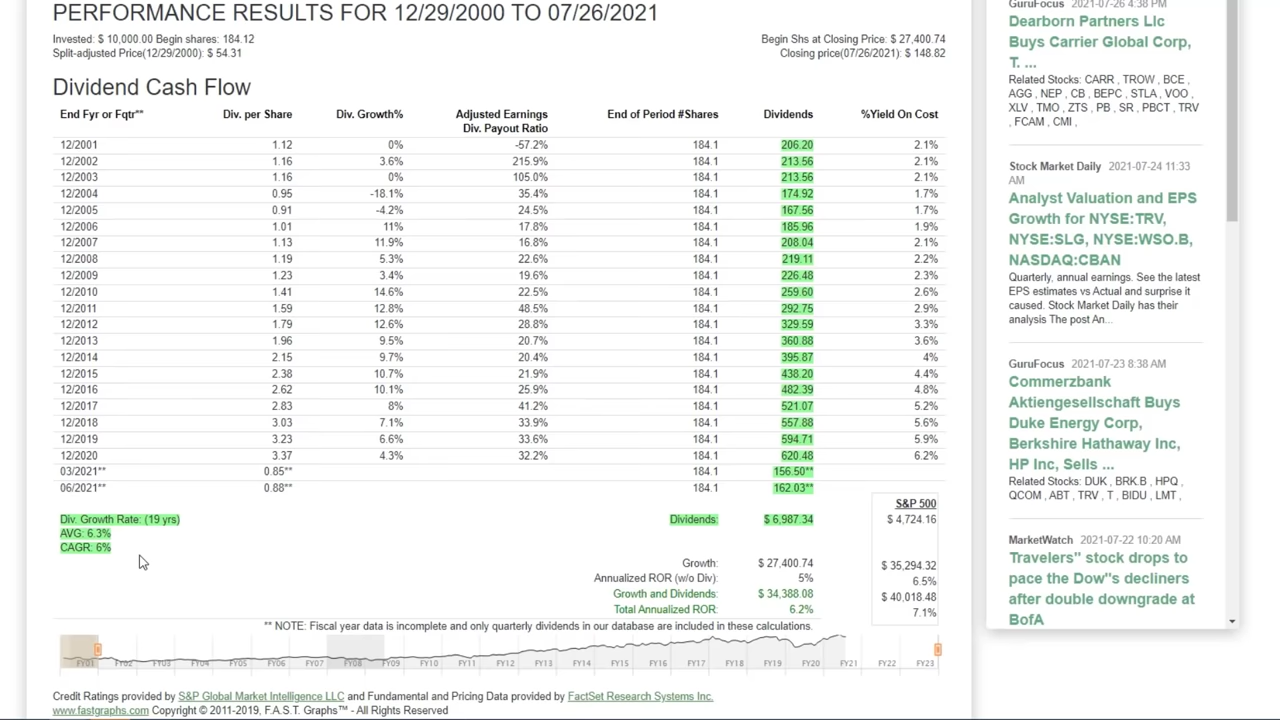 PERFORMANCE RESULTS FOR 12/29/2000 TO 07/26/2021
Invested: $ 10,000.00 Begin shares: 184.12
Split-adjusted Price(12/29/2000): $ 54.31
Begin Shs at Closing Price: $ 27,400.74
Closing price(07/26/2021): $ 148.82
Dividend Cash Flow
End Fyr or Fqtr** Div. per Share Div. Growth% Adjusted Earnings Div. Payout Ratio End of Period #Shares Dividends %Yield On Cost
12/2001 1.12 0% -57.2% 184.1 206.20 2.1%
12/2002 1.16 3.6% 215.9% 184.1 213.56 2.1%
12/2003 1.16 0% 105.0% 184.1 213.56 2.1%
12/2004 0.95 -18.1% 35.4% 184.1 174.92 1.7%
12/2005 0.91 -4.2% 24.5% 184.1 167.56 1.7%
12/2006 1.01 11% 17.8% 184.1 185.96 1.9%
12/2007 1.13 11.9% 16.8% 184.1 208.04 2.1%
12/2008 1.19 5.3% 22.6% 184.1 219.11 2.2%
12/2009 1.23 3.4% 19.6% 184.1 226.48 2.3%
12/2010 1.41 14.6% 22.5% 184.1 259.60 2.6%
12/2011 1.59 12.8% 48.5% 184.1 292.75 2.9%
12/2012 1.79 12.6% 28.8% 184.1 329.59 3.3%
12/2013 1.96 9.5% 20.7% 184.1 360.88 3.6%
12/2014 2.15 9.7% 20.4% 184.1 395.87 4%
12/2015 2.38 10.7% 21.9% 184.1 438.20 4.4%
12/2016 2.62 10.1% 25.9% 184.1 482.39 4.8%
12/2017 2.83 8% 41.2% 184.1 521.07 5.2%
12/2018 3.03 7.1% 33.9% 184.1 557.88 5.6%
12/2019 3.23 6.6% 33.6% 184.1 594.71 5.9%
12/2020 3.37 4.3% 32.2% 184.1 620.48 6.2%
03/2021** 0.85** 184.1 156.50**
06/2021** 0.88** 184.1 162.03**
S&P 500
Div. Growth Rate: (19 yrs) Dividends: $ 6,987.34 $ 4,724.16
AVG: 6.3%
CAGR: 6%
Growth: $ 27,400.74 $ 35,294.32
Annualized ROR (w/o Div): 5% 6.5%
Growth and Dividends: $ 34,388.08 $ 40,018.48
Total Annualized ROR: 6.2% 7.1%
** NOTE: Fiscal year data is incomplete and only quarterly dividends in our database are included in these calculations.
FY01 FY02 FY03 FY04 FY05 FY06 FY07 FY08 FY09 FY10 FY11 FY12 FY13 FY14 FY15 FY16 FY17 FY18 FY19 FY20 FY21 FY22 FY23
Credit Ratings provided by S&P Global Market Intelligence LLC and Fundamental and Pricing Data provided by FactSet Research Systems Inc.
www.fastgraphs.com Copyright © 2011-2019, F.A.S.T. Graphs™ - All Rights Reserved
GuruFocus 2021-07-26 4:38 PM
Dearborn Partners Llc
Buys Carrier Global Corp,
T. ...
Related Stocks: CARR , TROW , BCE ,
AGG , NEP , CB , BEPC , STLA , VOO ,
XLV , TMO , ZTS , PB , SR , PBCT , TRV
, FCAM , CMI ,
Stock Market Daily 2021-07-24 11:33
AM
Analyst Valuation and EPS
Growth for NYSE:TRV,
NYSE:SLG, NYSE:WSO.B,
NASDAQ:CBAN
Quarterly, annual earnings. See the latest
EPS estimates vs Actual and surprise it
caused. Stock Market Daily has their
analysis The post An...
GuruFocus 2021-07-23 8:38 AM
Commerzbank
Aktiengesellschaft Buys
Duke Energy Corp,
Berkshire Hathaway Inc,
HP Inc, Sells ...
Related Stocks: DUK , BRK.B , HPQ ,
QCOM , ABT , TRV , T , BIDU , LMT ,
MarketWatch 2021-07-22 10:20 AM
Travelers" stock drops to
pace the Dow"s decliners
after double downgrade at
BofA